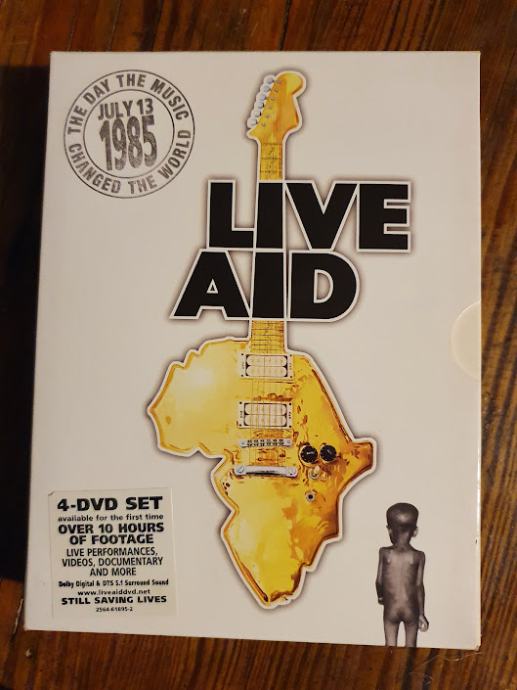 THE DAY THE MUSIC
JULY 13
1985
CHANGED THE WORLD
LIVE
AID
4-DVD SET
available for the first time
OVER 10 HOURS
OF FOOTAGE
LIVE PERFORMANCES,
VIDEOS, DOCUMENTARY
AND MORE
Dolby Digital & DTS 5.1 Surround Sound
www.liveaiddvd.net
STILL SAVING LIVES
2564-61895-2